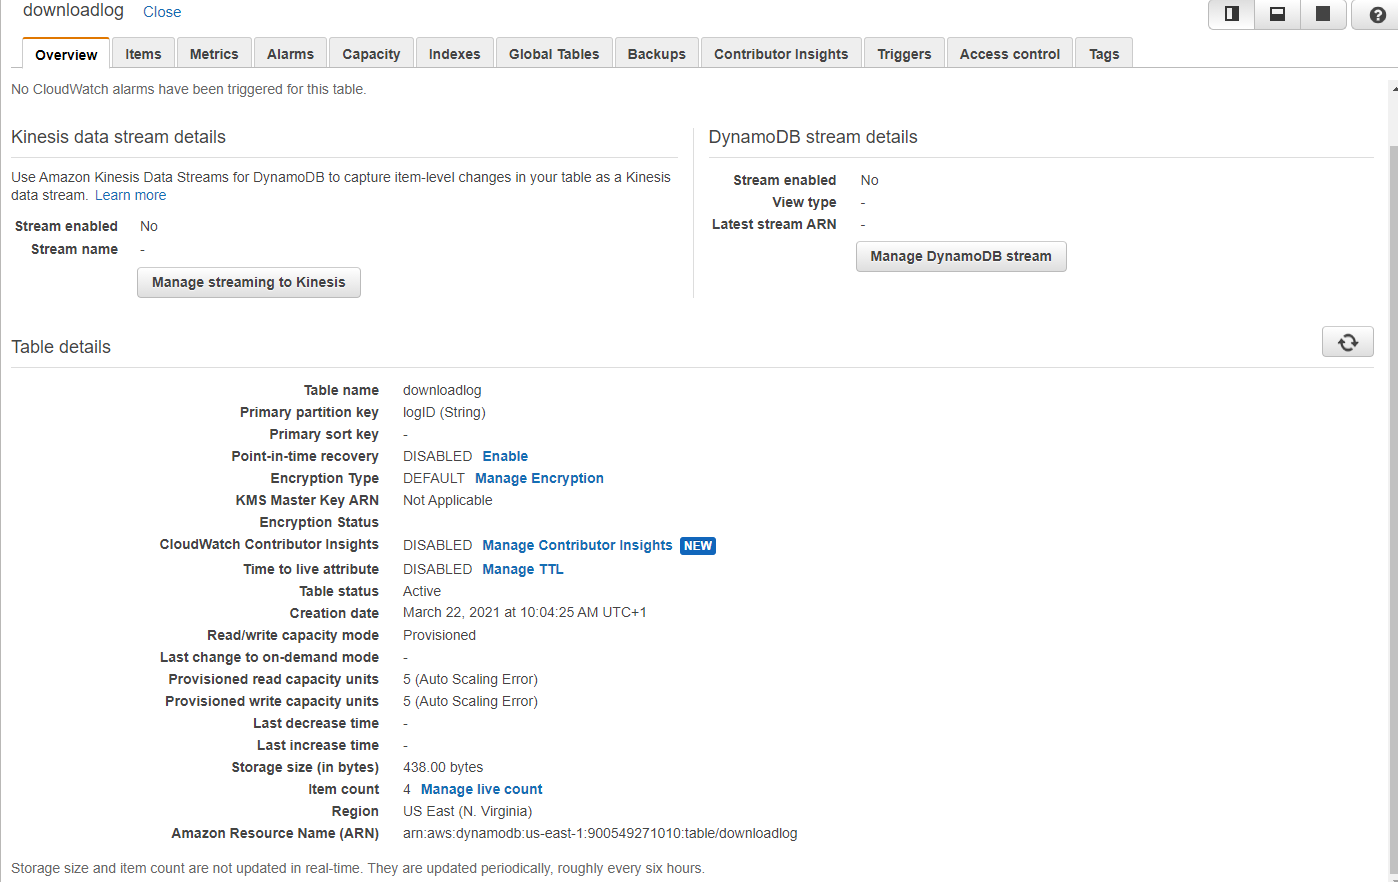 downloadlog Close
Overview Items Metrics Alarms Capacity Indexes Global Tables Backups Contributor Insights Triggers Access control Tags
No CloudWatch alarms have been triggered for this table.
Kinesis data stream details
Use Amazon Kinesis Data Streams for DynamoDB to capture item-level changes in your table as a Kinesis
data stream. Learn more
Stream enabled No
Stream name -
Manage streaming to Kinesis
DynamoDB stream details
Stream enabled No
View type -
Latest stream ARN -
Manage DynamoDB stream
Table details
Table name downloadlog
Primary partition key logID (String)
Primary sort key -
Point-in-time recovery DISABLED Enable
Encryption Type DEFAULT Manage Encryption
KMS Master Key ARN Not Applicable
Encryption Status
CloudWatch Contributor Insights DISABLED Manage Contributor Insights NEW
Time to live attribute DISABLED Manage TTL
Table status Active
Creation date March 22, 2021 at 10:04:25 AM UTC+1
Read/write capacity mode Provisioned
Last change to on-demand mode -
Provisioned read capacity units 5 (Auto Scaling Error)
Provisioned write capacity units 5 (Auto Scaling Error)
Last decrease time -
Last increase time -
Storage size (in bytes) 438.00 bytes
Item count 4 Manage live count
Region US East (N. Virginia)
Amazon Resource Name (ARN) arn:aws:dynamodb:us-east-1:900549271010:table/downloadlog
Storage size and item count are not updated in real-time. They are updated periodically, roughly every six hours.